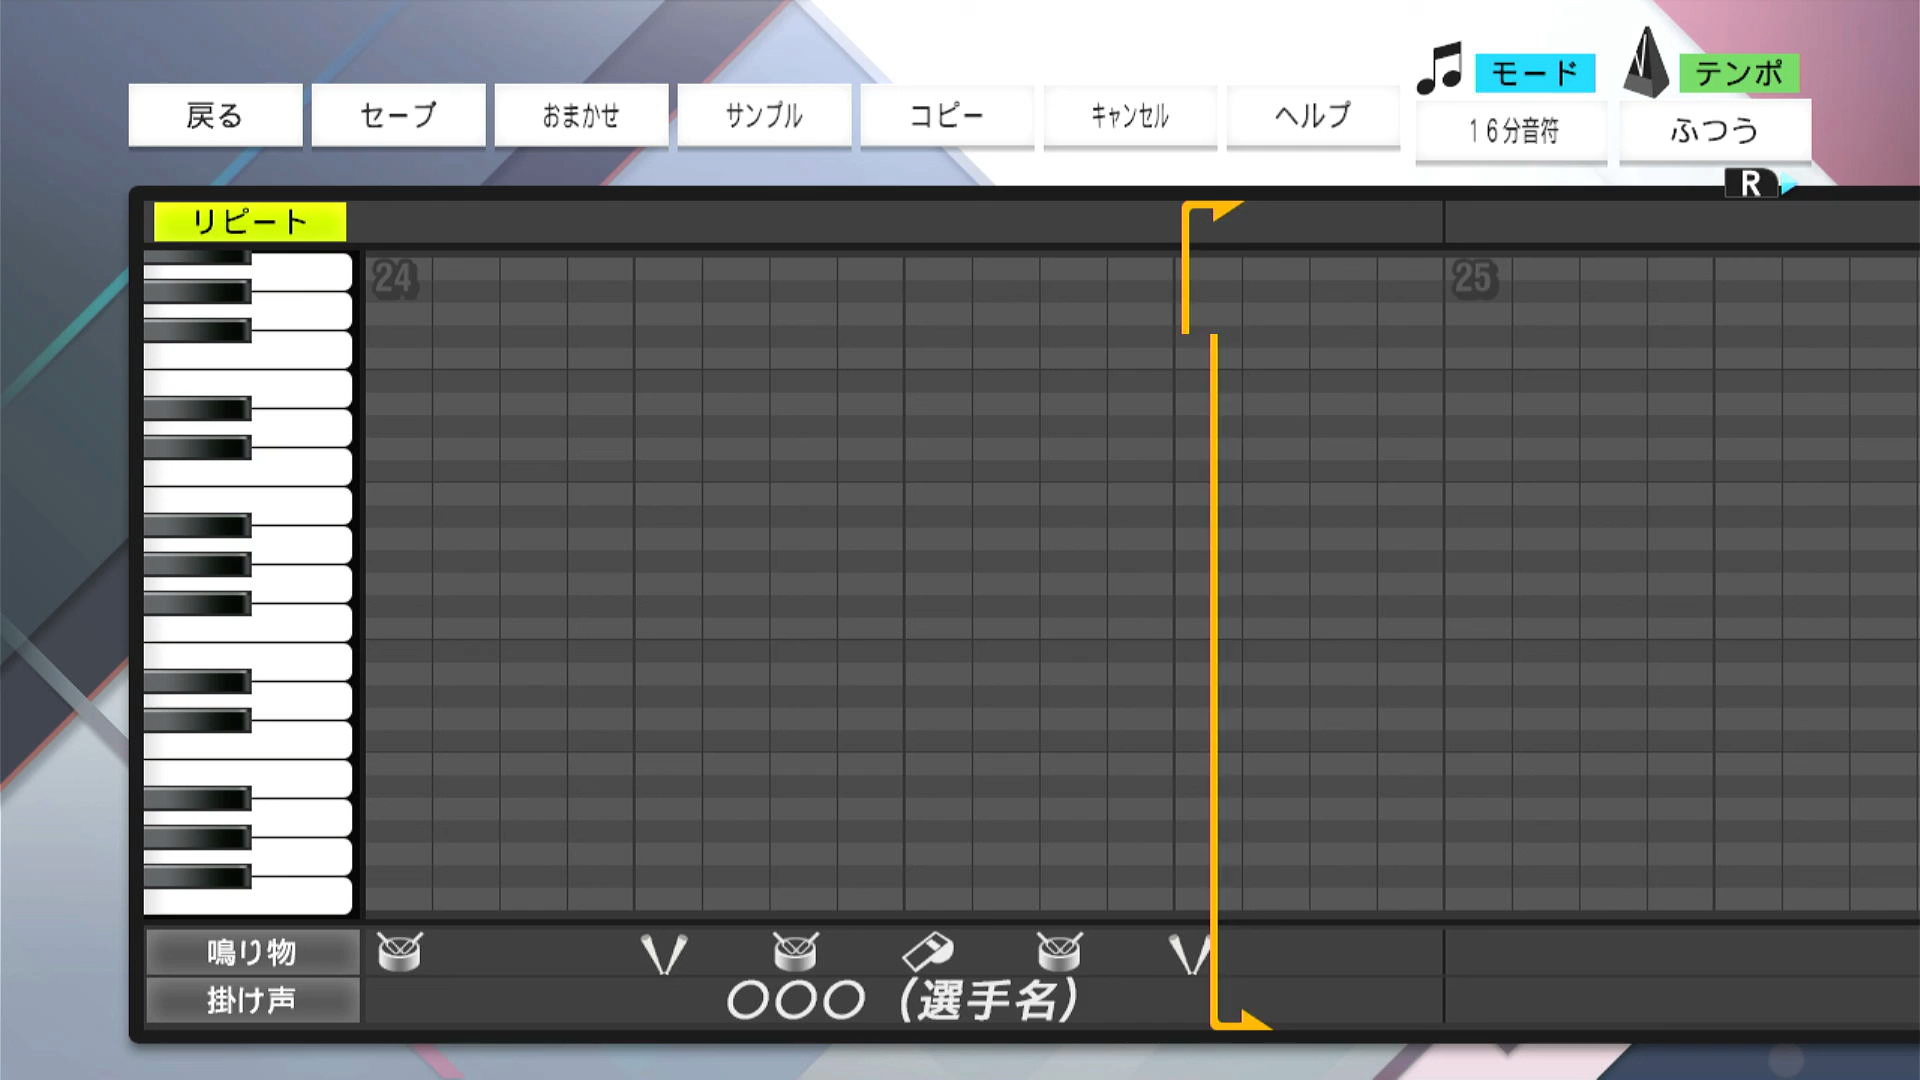 モード
テンポ
戻る
セーブ
おまかせ
サンプル
コピー
キャンセル
ヘルプ
16分音符
ふつう
R
リピート
24
25
鳴り物
掛け声
○○○(選手名)